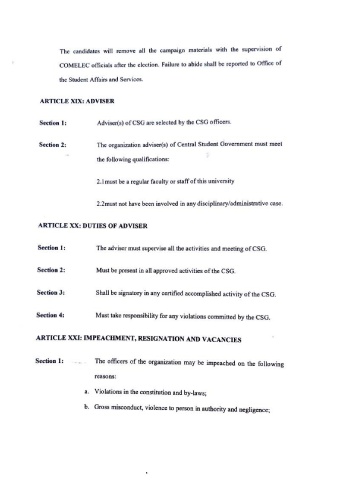 The candidates will remove all the campaign materials with the supervision of
COMELEC officials after the election. Failure to abide shall be reported to Office of
the Student Affairs and Services.
ARTICLE XIX: ADVISER
Section 1: Adviser(s) of CSG are selected by the CSG officers.
Section 2: The organization adviser(s) of Central Student Government must meet
the following qualifications:
2.1must be a regular faculty or staff of this university
2.2must not have been involved in any disciplinary/administrative case.
ARTICLE XX: DUTIES OF ADVISER
Section 1: The adviser must supervise all the activities and meeting of CSG.
Section 2: Must be present in all approved activities of the CSG.
Section 3: Shall be signatory in any certified accomplished activity of the CSG.
Section 4: Must take responsibility for any violations committed by the CSG.
ARTICLE XXI: IMPEACHMENT, RESIGNATION AND VACANCIES
Section 1: The officers of the organization may be impeached on the following
reasons:
a. Violations in the constitution and by-laws;
b. Gross misconduct, violence to person in authority and negligence;